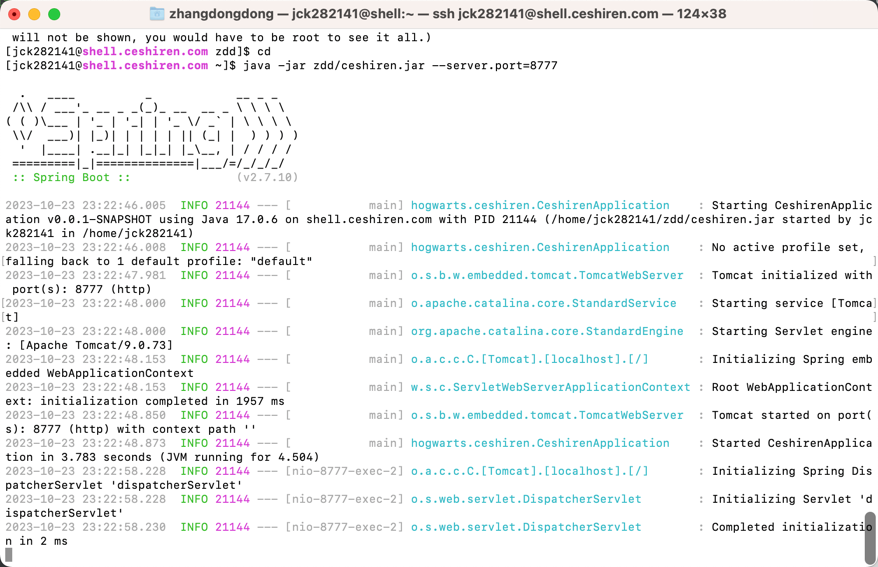 zhangdongdong — jck282141@shell:~ — ssh jck282141@shell.ceshiren.com — 124×38
 will not be shown, you would have to be root to see it all.)
[jck282141@shell.ceshiren.com zdd]$ cd
[jck282141@shell.ceshiren.com ~]$ java -jar zdd/ceshiren.jar --server.port=8777
  .   ____          _            __ _ _
 /\\ / ___'_ __ _ _(_)_ __  __ _ \ \ \ \
( ( )\___ | '_ | '_| | '_ \/ _` | \ \ \ \
 \\/  ___)| |_)| | | | | || (_| |  ) ) ) )
  '  |____| .__|_| |_|_| |_\__, | / / / /
 =========|_|==============|___/=/_/_/_/
 :: Spring Boot ::               (v2.7.10)
2023-10-23 23:22:46.005  INFO 21144 --- [           main] hogwarts.ceshiren.CeshirenApplication    : Starting CeshirenApplic
ation v0.0.1-SNAPSHOT using Java 17.0.6 on shell.ceshiren.com with PID 21144 (/home/jck282141/zdd/ceshiren.jar started by jc
k282141 in /home/jck282141)
2023-10-23 23:22:46.008  INFO 21144 --- [           main] hogwarts.ceshiren.CeshirenApplication    : No active profile set, 
falling back to 1 default profile: "default"
2023-10-23 23:22:47.981  INFO 21144 --- [           main] o.s.b.w.embedded.tomcat.TomcatWebServer  : Tomcat initialized with
 port(s): 8777 (http)
2023-10-23 23:22:48.000  INFO 21144 --- [           main] o.apache.catalina.core.StandardService   : Starting service [Tomca
t]
2023-10-23 23:22:48.000  INFO 21144 --- [           main] org.apache.catalina.core.StandardEngine  : Starting Servlet engine
: [Apache Tomcat/9.0.73]
2023-10-23 23:22:48.153  INFO 21144 --- [           main] o.a.c.c.C.[Tomcat].[localhost].[/]       : Initializing Spring emb
edded WebApplicationContext
2023-10-23 23:22:48.153  INFO 21144 --- [           main] w.s.c.ServletWebServerApplicationContext : Root WebApplicationCont
ext: initialization completed in 1957 ms
2023-10-23 23:22:48.850  INFO 21144 --- [           main] o.s.b.w.embedded.tomcat.TomcatWebServer  : Tomcat started on port(
s): 8777 (http) with context path ''
2023-10-23 23:22:48.873  INFO 21144 --- [           main] hogwarts.ceshiren.CeshirenApplication    : Started CeshirenApplica
tion in 3.783 seconds (JVM running for 4.504)
2023-10-23 23:22:58.228  INFO 21144 --- [nio-8777-exec-2] o.a.c.c.C.[Tomcat].[localhost].[/]       : Initializing Spring Dis
patcherServlet 'dispatcherServlet'
2023-10-23 23:22:58.228  INFO 21144 --- [nio-8777-exec-2] o.s.web.servlet.DispatcherServlet        : Initializing Servlet 'd
ispatcherServlet'
2023-10-23 23:22:58.230  INFO 21144 --- [nio-8777-exec-2] o.s.web.servlet.DispatcherServlet        : Completed initializatio
n in 2 ms